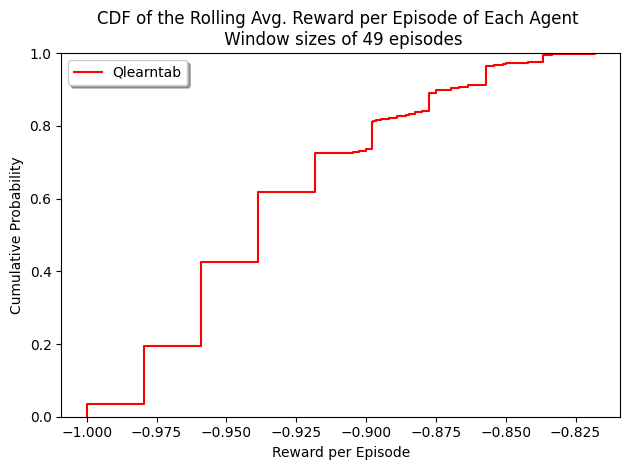 CDF of the Rolling Avg. Reward per Episode of Each Agent
Window sizes of 49 episodes
Qlearntab
Cumulative Probability
1.0
0.8
0.6
0.4
0.2
0.0
−1.000 −0.975 −0.950 −0.925 −0.900 −0.875 −0.850 −0.825
Reward per Episode